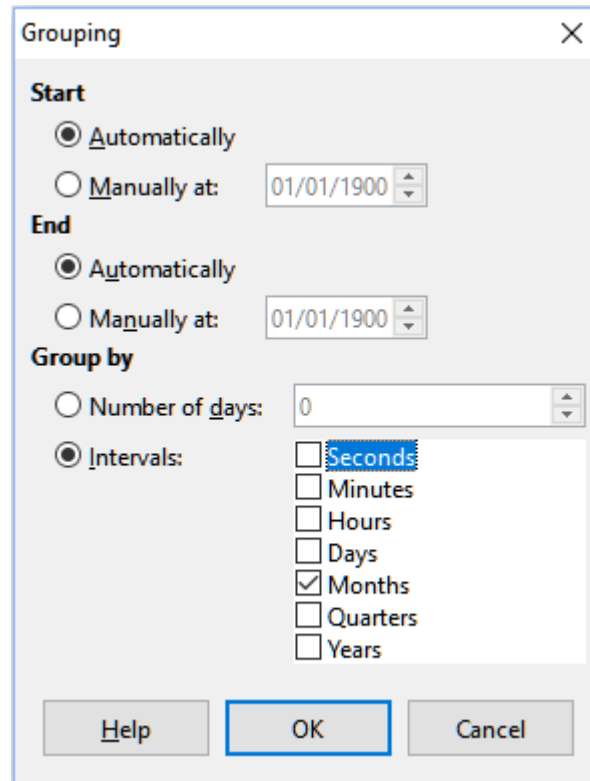 Grouping
Start
Automatically
Manually at: 01/01/1900
End
Automatically
Manually at: 01/01/1900
Group by
Number of days: 0
Intervals: Seconds
Minutes
Hours
Days
Months
Quarters
Years
Help OK Cancel